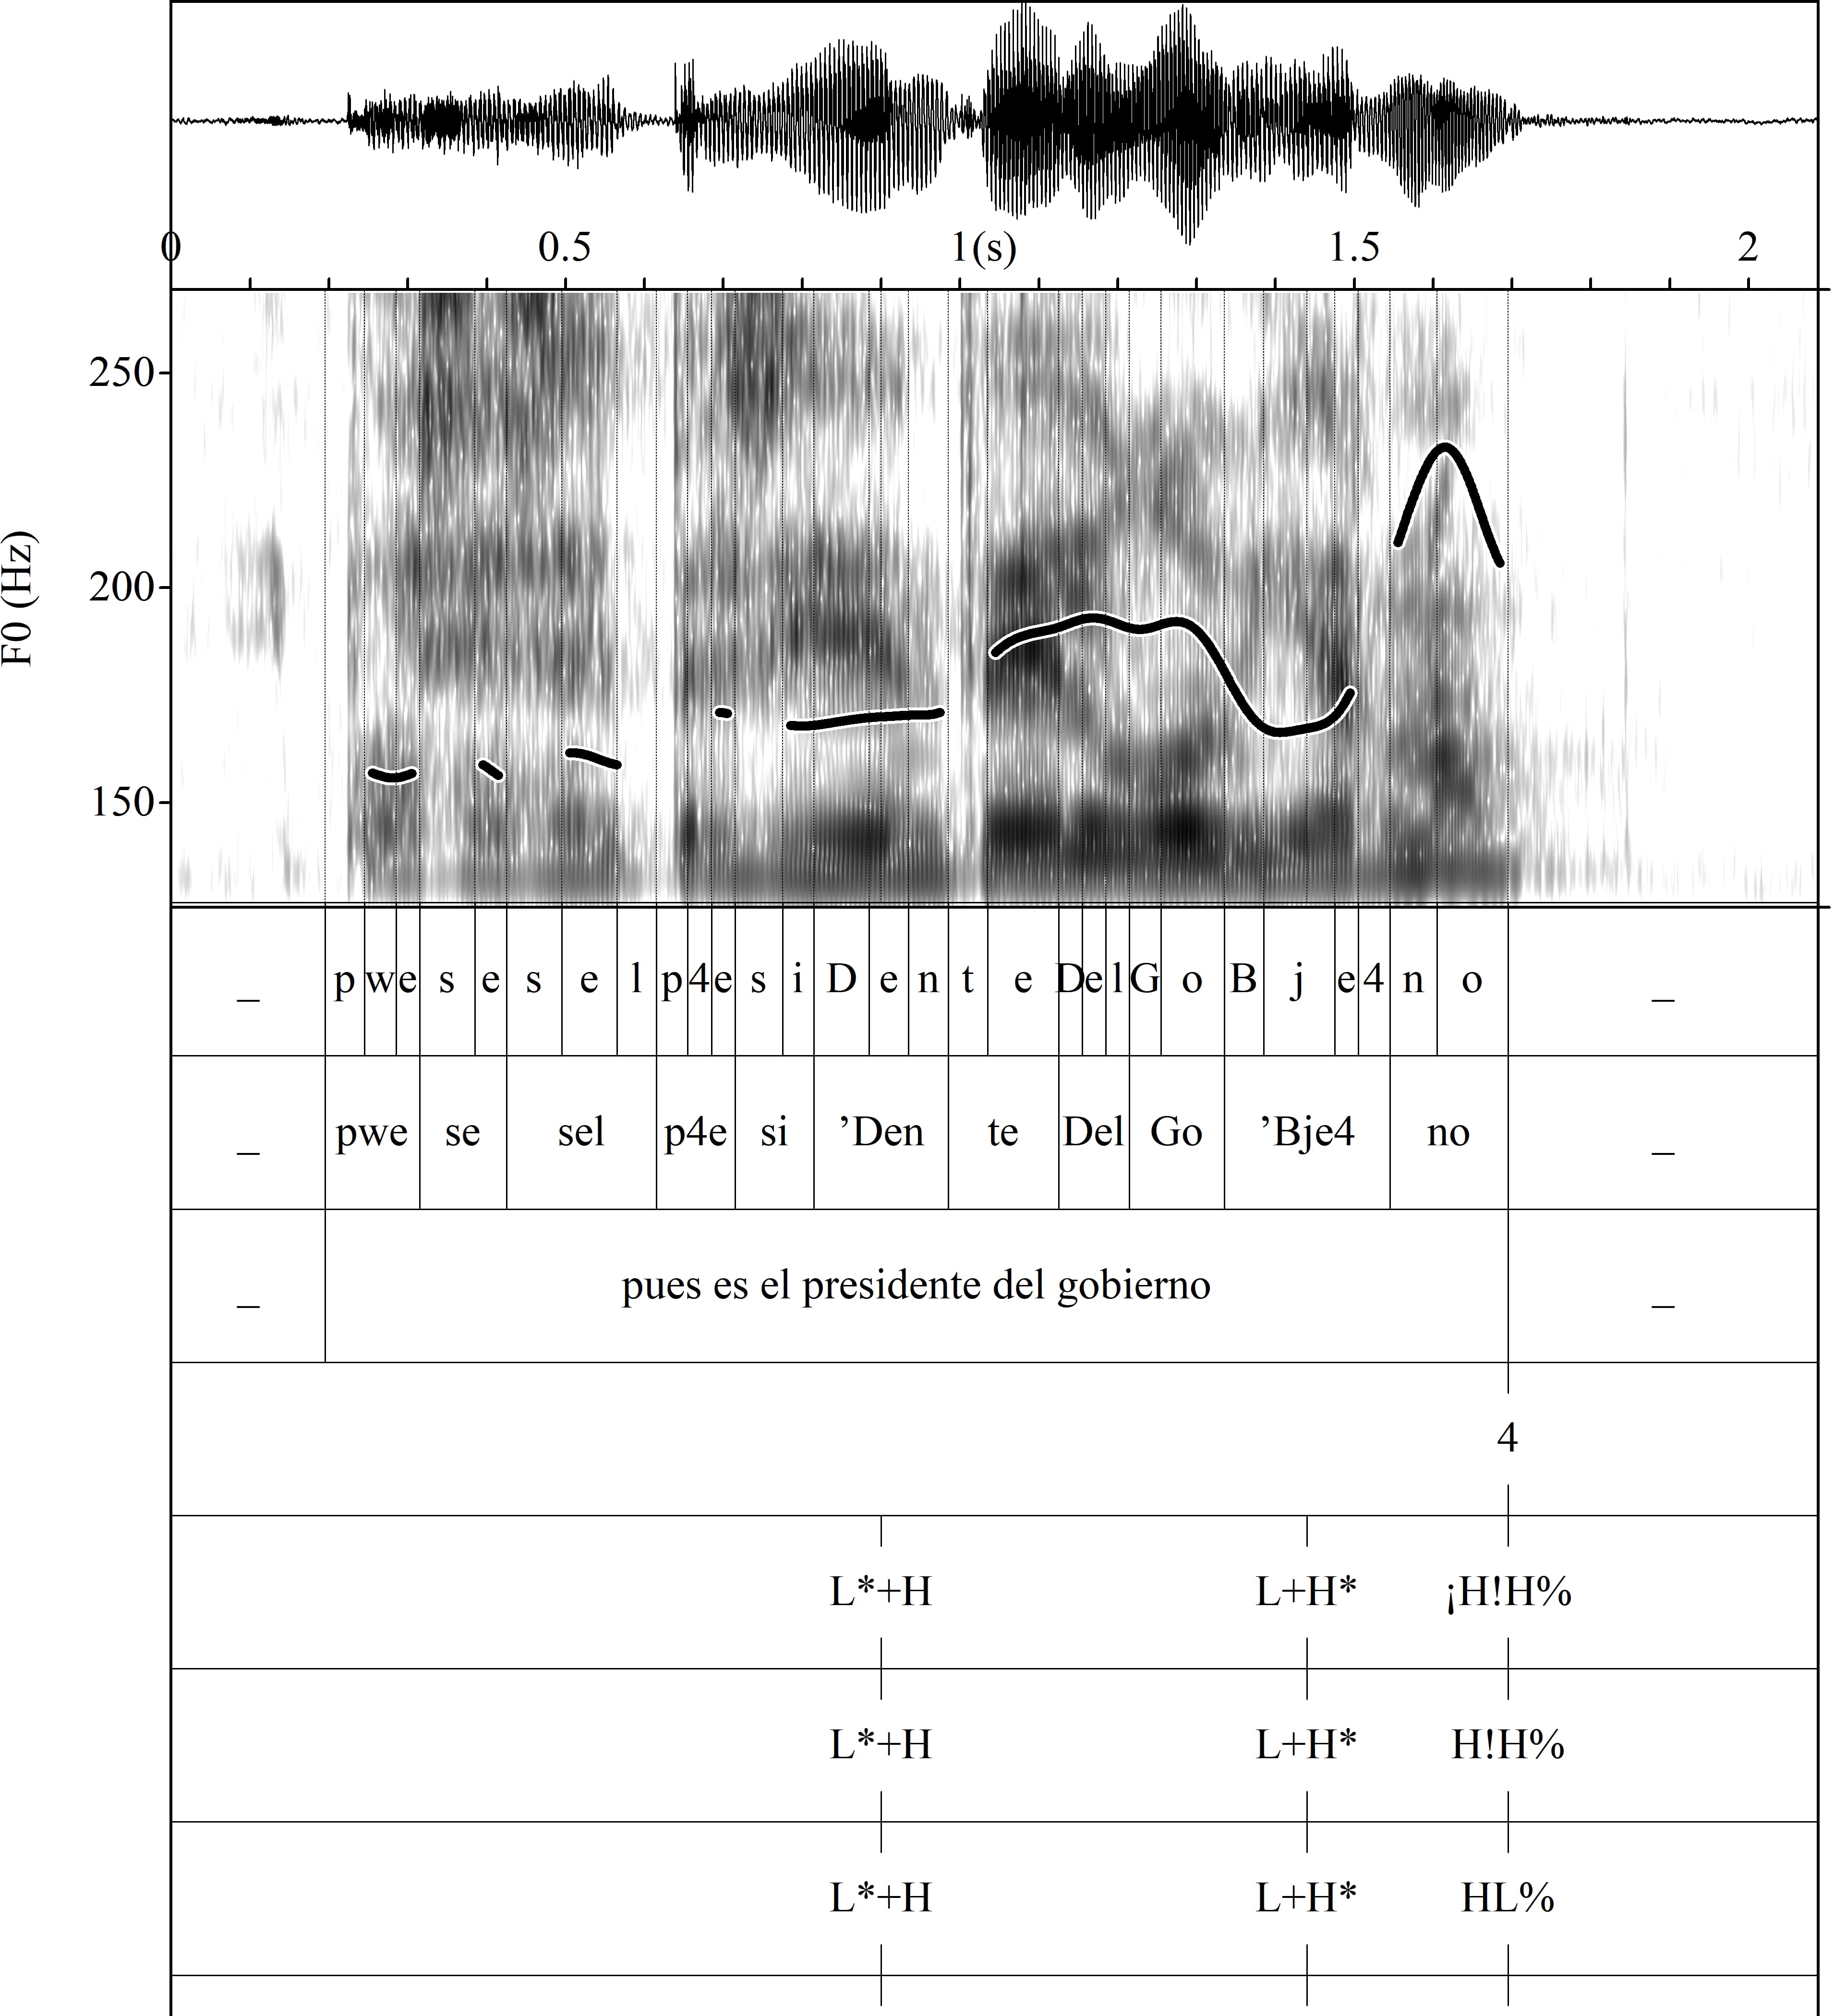 0 0.5 1(s) 1.5 2
250
200
150
F0 (Hz)
_ p w e s e s e l p 4 e s i D e n t e D e l G o B j e 4 n o _
_ pwe se sel p4e si ’Den te Del Go ’Bje4 no _
_ pues es el presidente del gobierno _
4
L*+H L+H* ¡H!H%
L*+H L+H* H!H%
L*+H L+H* HL%